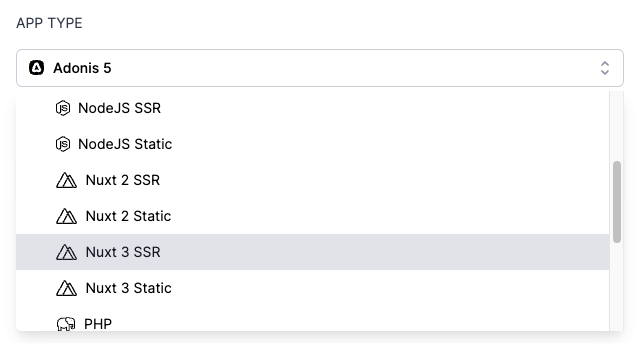 APP TYPE
Adonis 5
NodeJS SSR
NodeJS Static
Nuxt 2 SSR
Nuxt 2 Static
Nuxt 3 SSR
Nuxt 3 Static
PHP